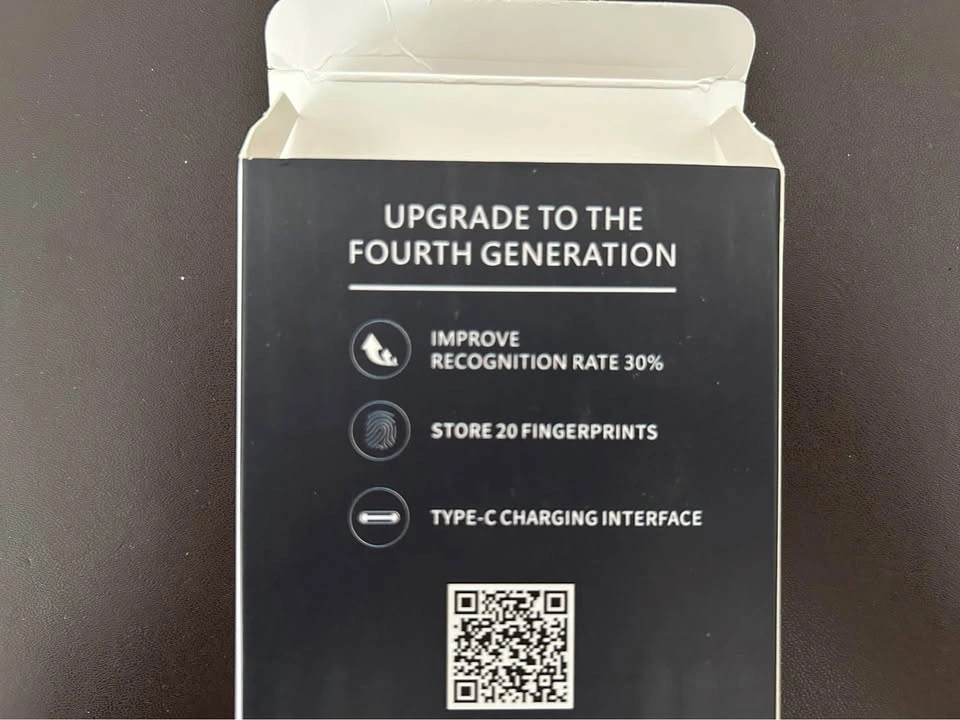 UPGRADE TO THE
FOURTH GENERATION
IMPROVE
RECOGNITION RATE 30%
STORE 20 FINGERPRINTS
TYPE-C CHARGING INTERFACE